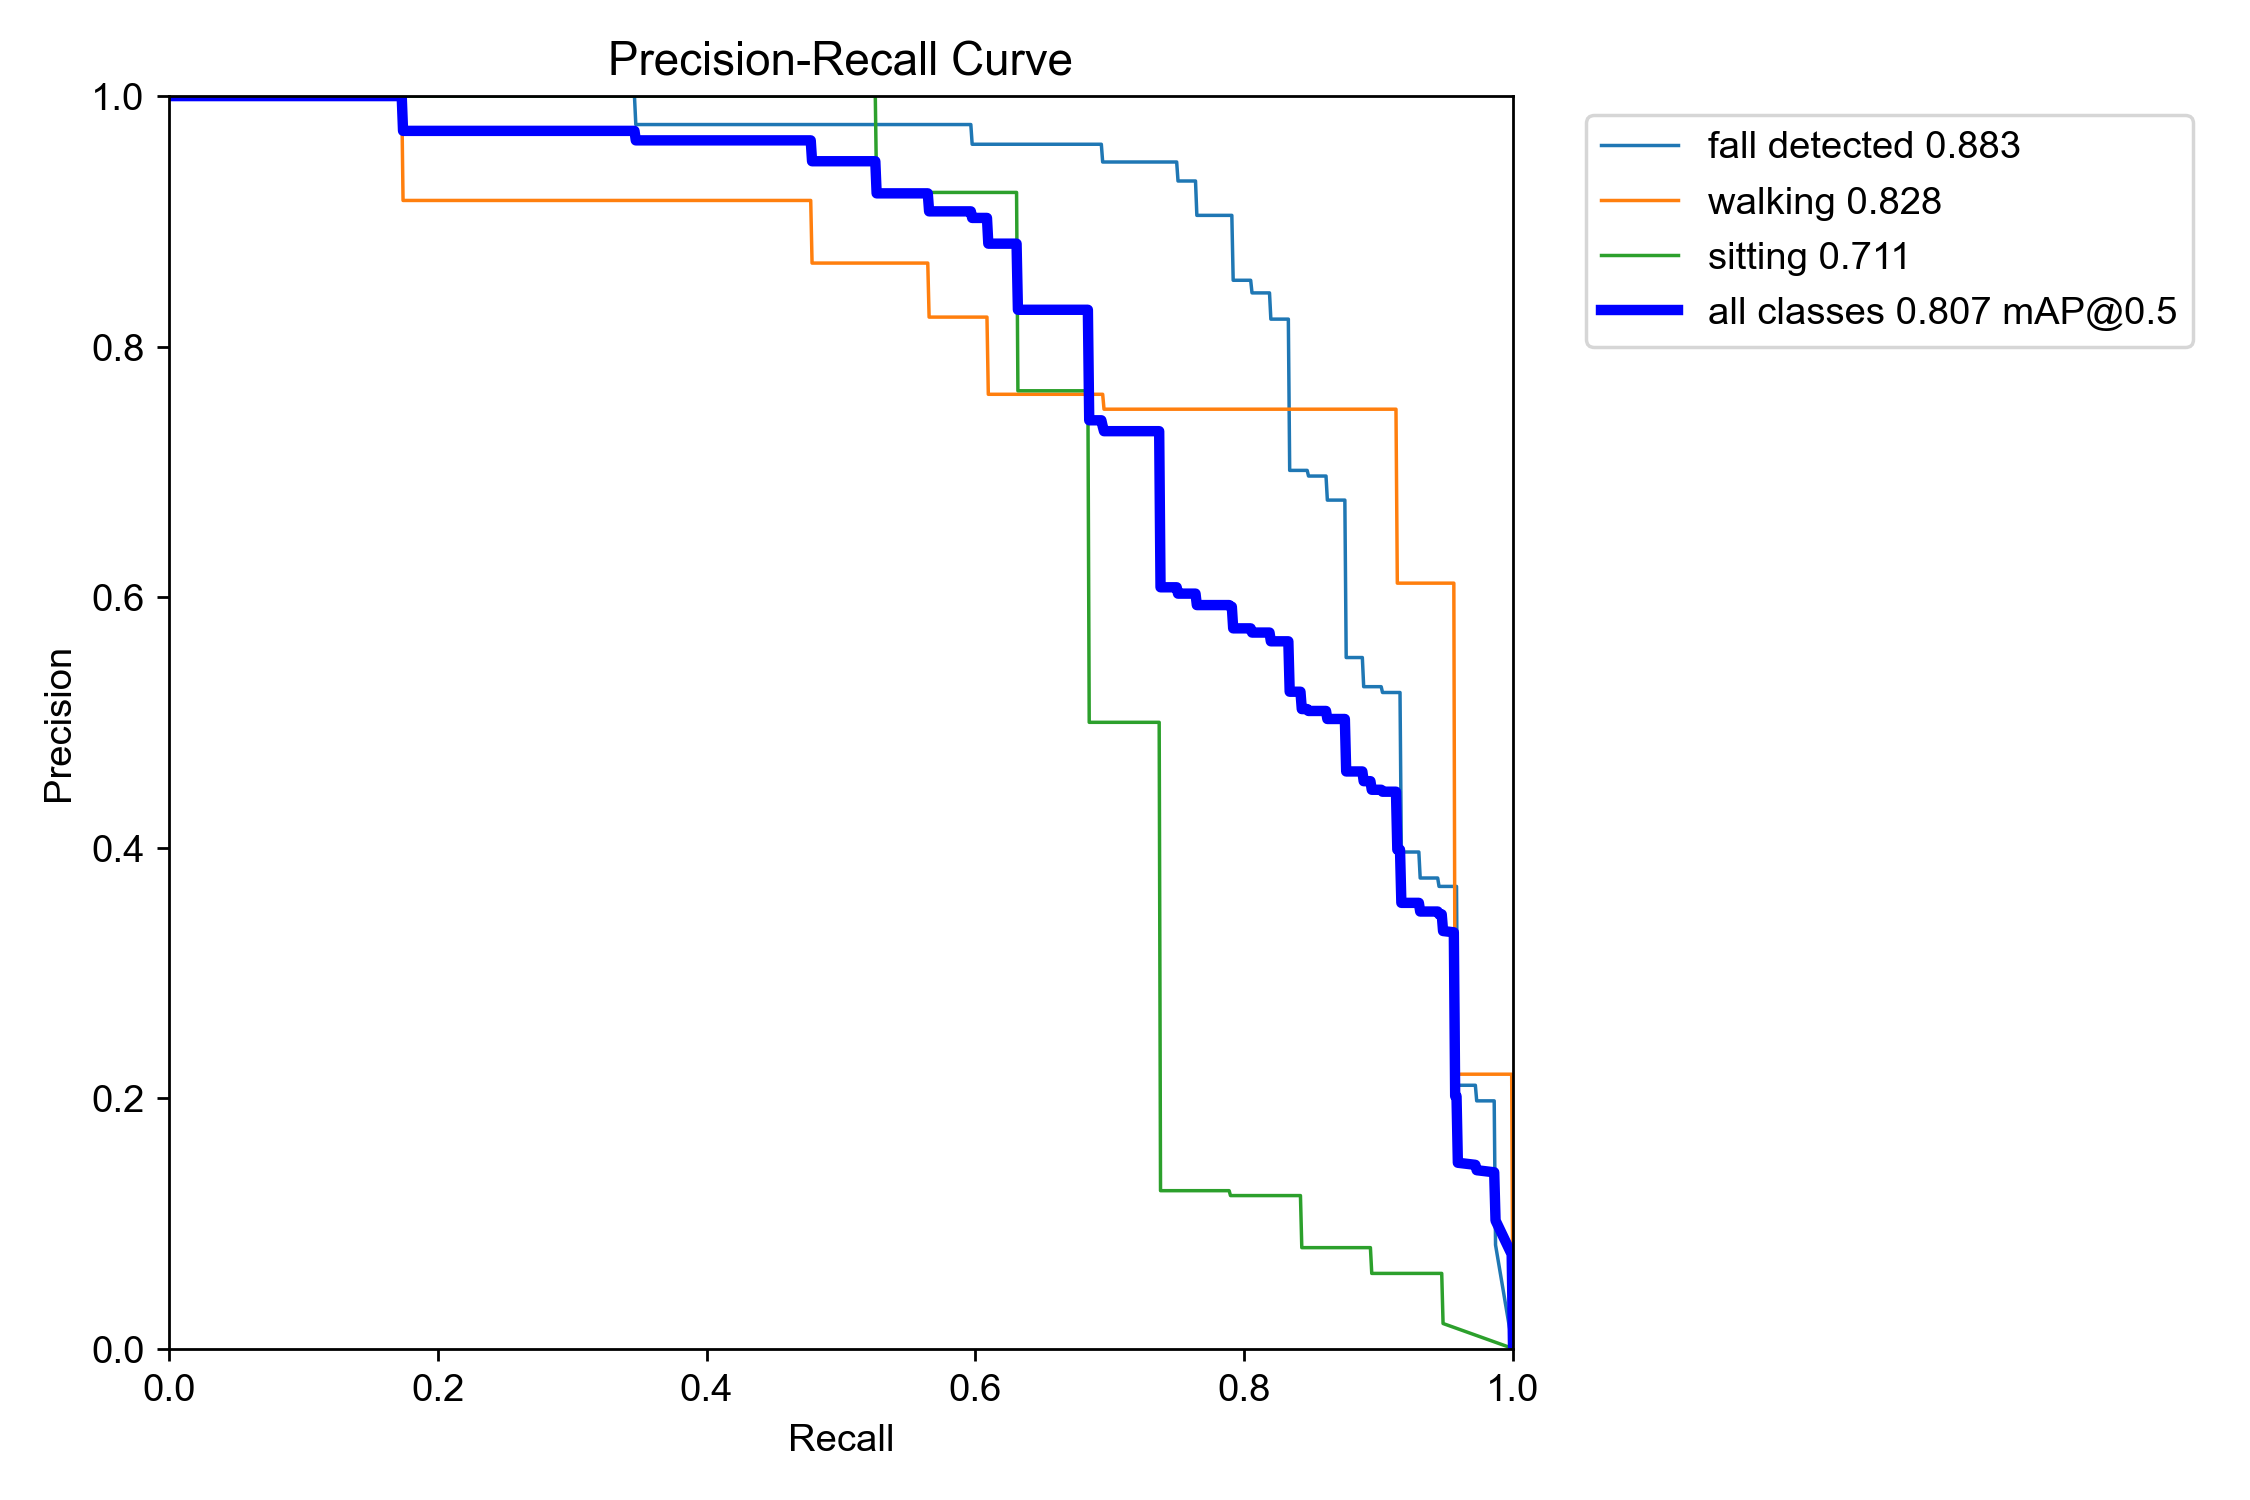 Precision-Recall Curve
1.0
0.8
0.6
0.4
0.2
0.0
Precision
0.0 0.2 0.4 0.6 0.8 1.0
Recall
fall detected 0.883
walking 0.828
sitting 0.711
all classes 0.807 mAP@0.5